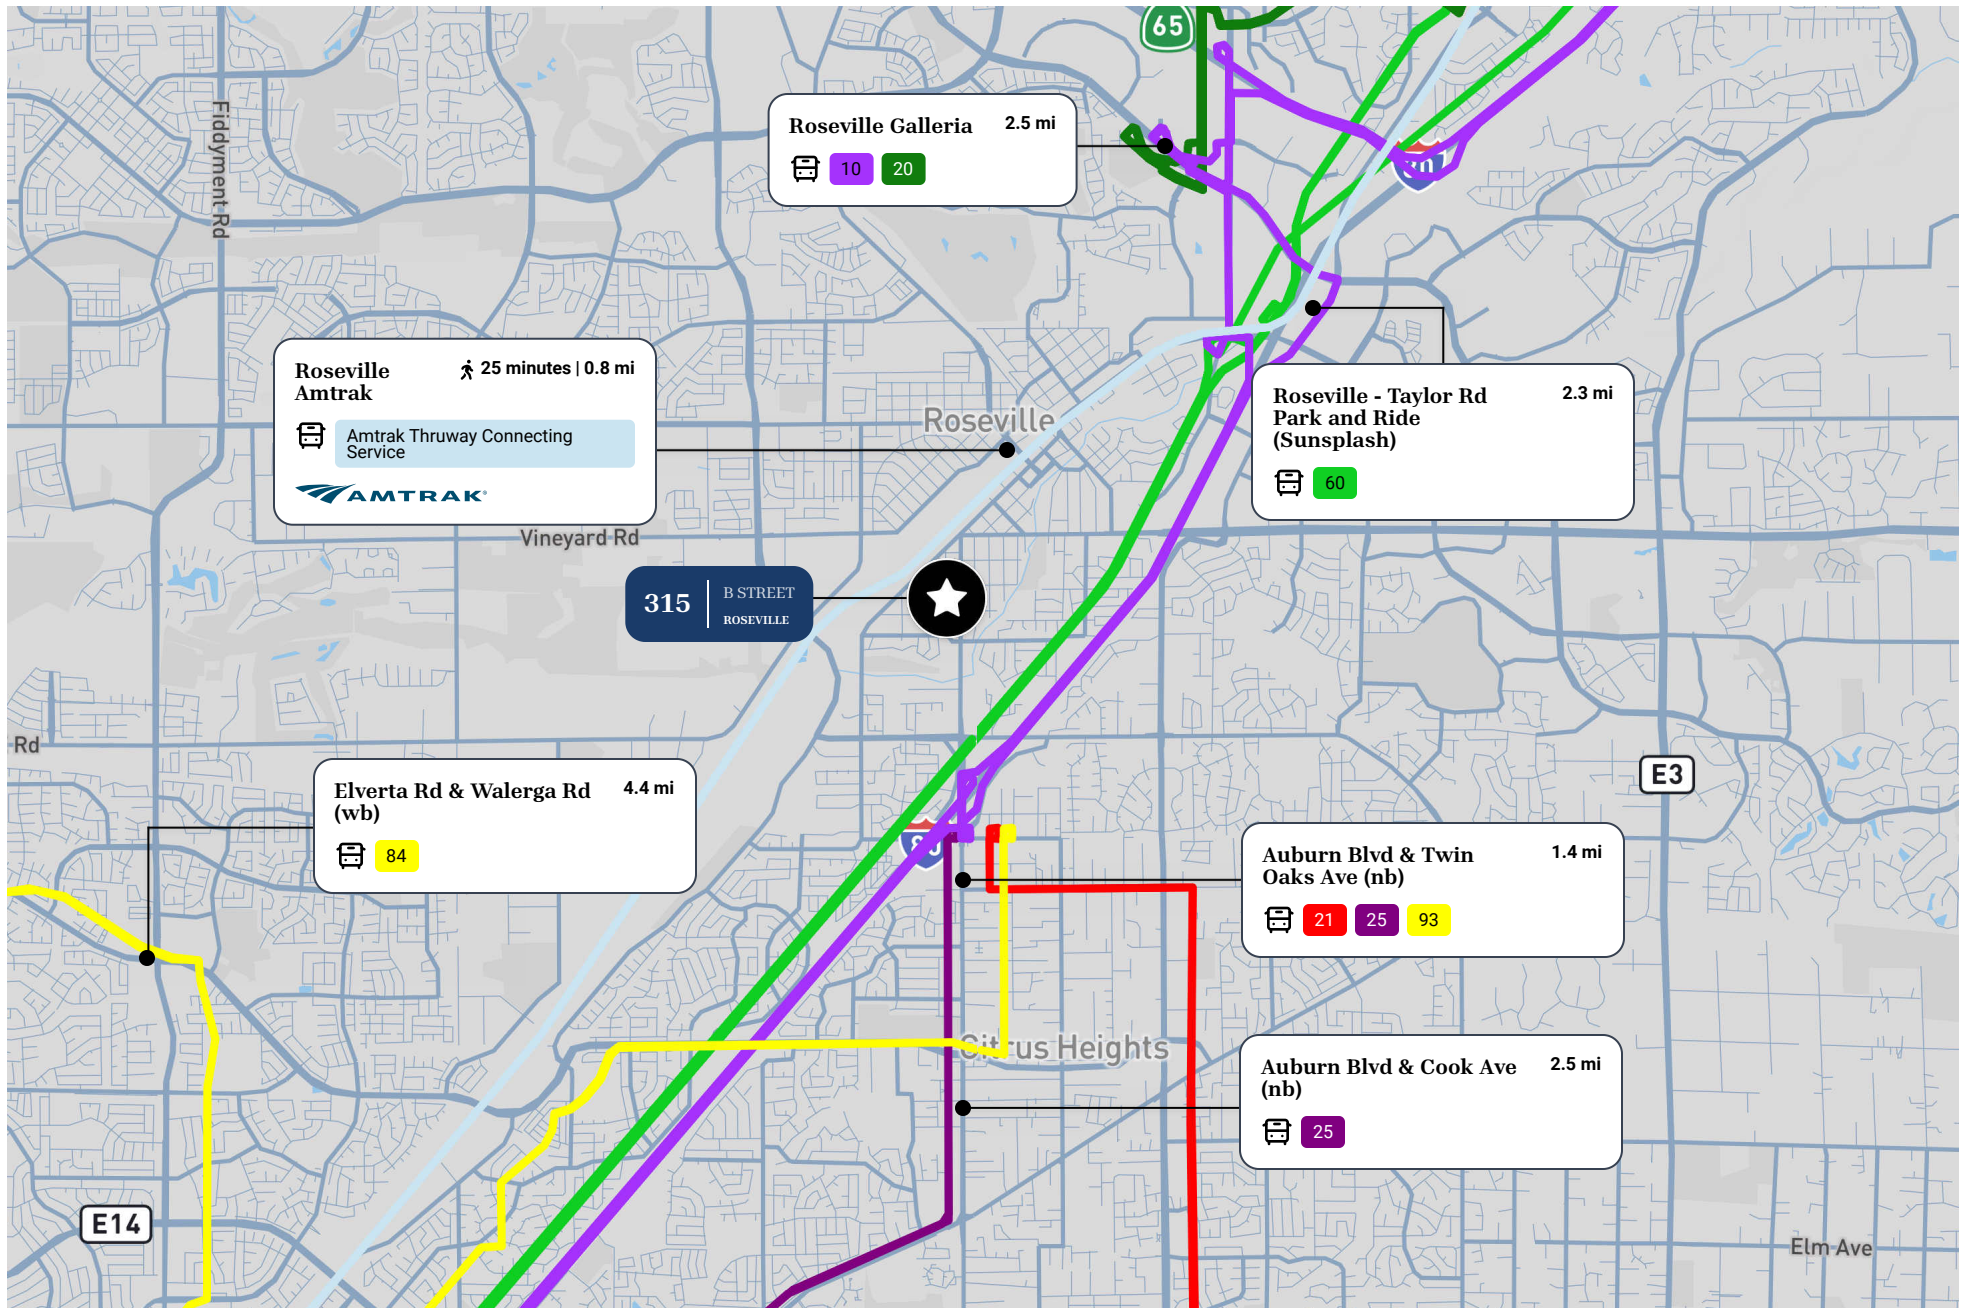 65
Fiddyment Rd
Roseville Galleria
2.5 mi
10
20
80
Roseville
Amtrak
25 minutes | 0.8 mi
Amtrak Thruway Connecting
Service
AMTRAK
Roseville
Roseville - Taylor Rd
Park and Ride
(Sunsplash)
2.3 mi
60
Vineyard Rd
315
B STREET
ROSEVILLE
Rd
E3
Elverta Rd & Walerga Rd
(wb)
4.4 mi
84
80
Auburn Blvd & Twin
Oaks Ave (nb)
1.4 mi
21
25
93
Citrus Heights
Auburn Blvd & Cook Ave
(nb)
2.5 mi
25
E14
Elm Ave